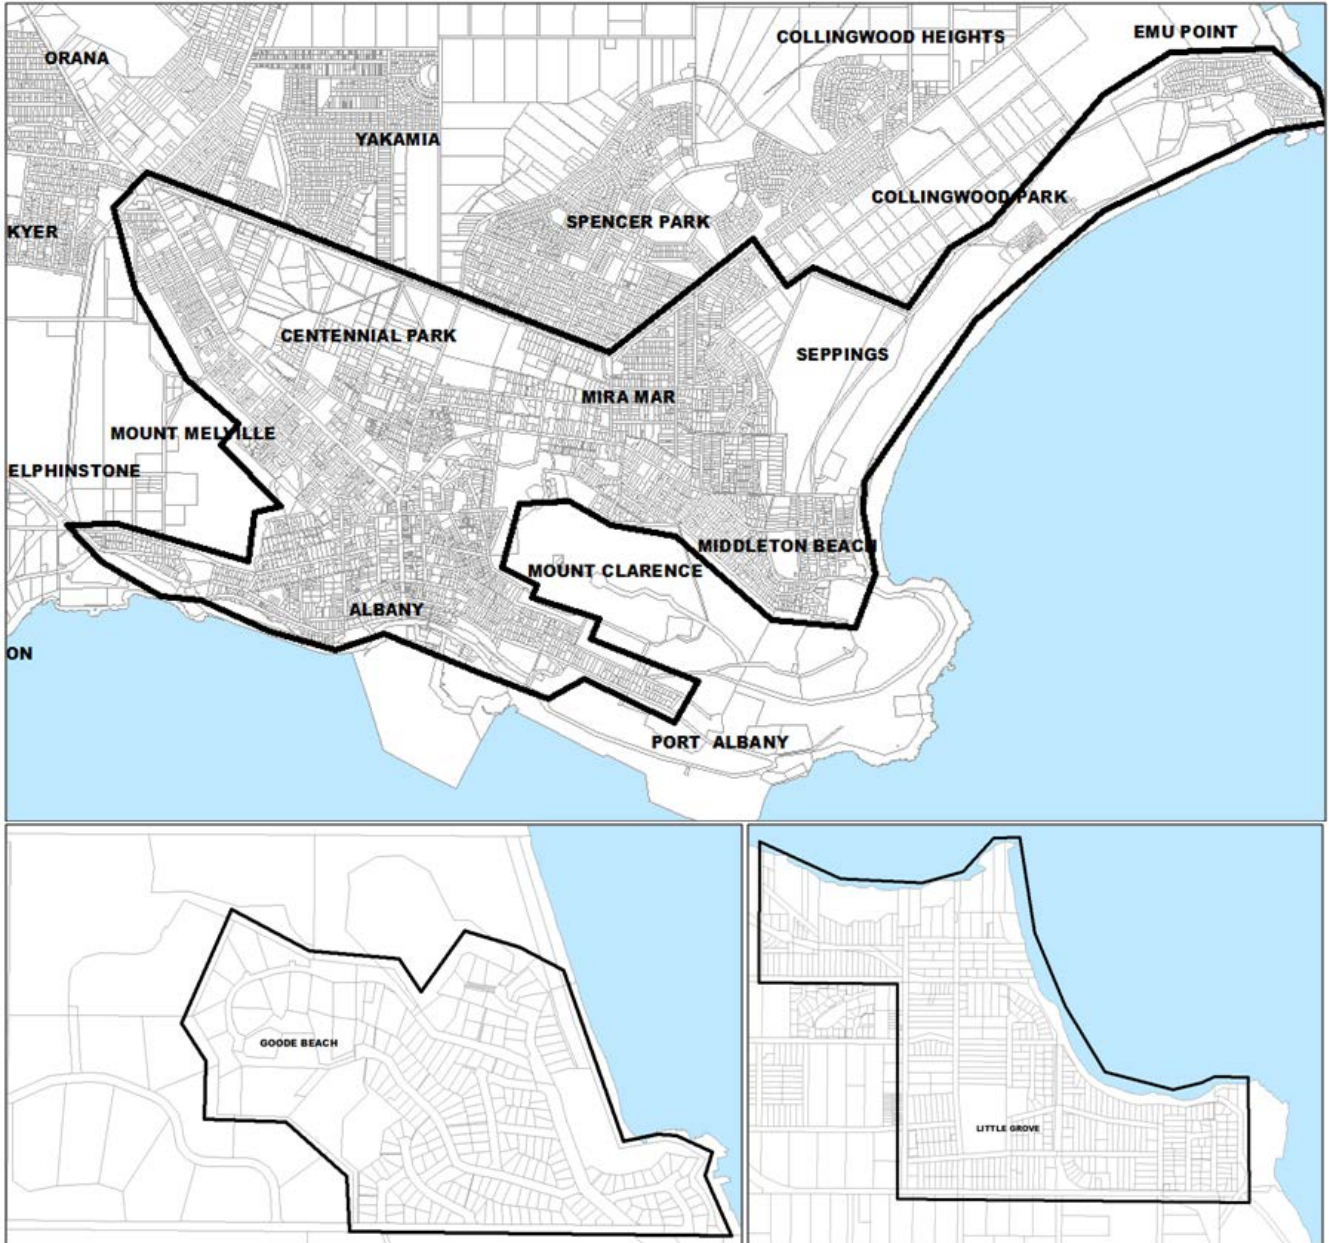 EMU POINT
COLLINGWOOD HEIGHTS
ORANA
YAKAMIA
COLLINGWOOD PARK
SPENCER PARK
KYER
CENTENNIAL PARK
SEPPINGS
MIRA MAR
MOUNT MELVILLE
ELPHINSTONE
MIDDLETON BEACH
MOUNT CLARENCE
ALBANY
ON
PORT ALBANY
GOODE BEACH
LITTLE GROVE